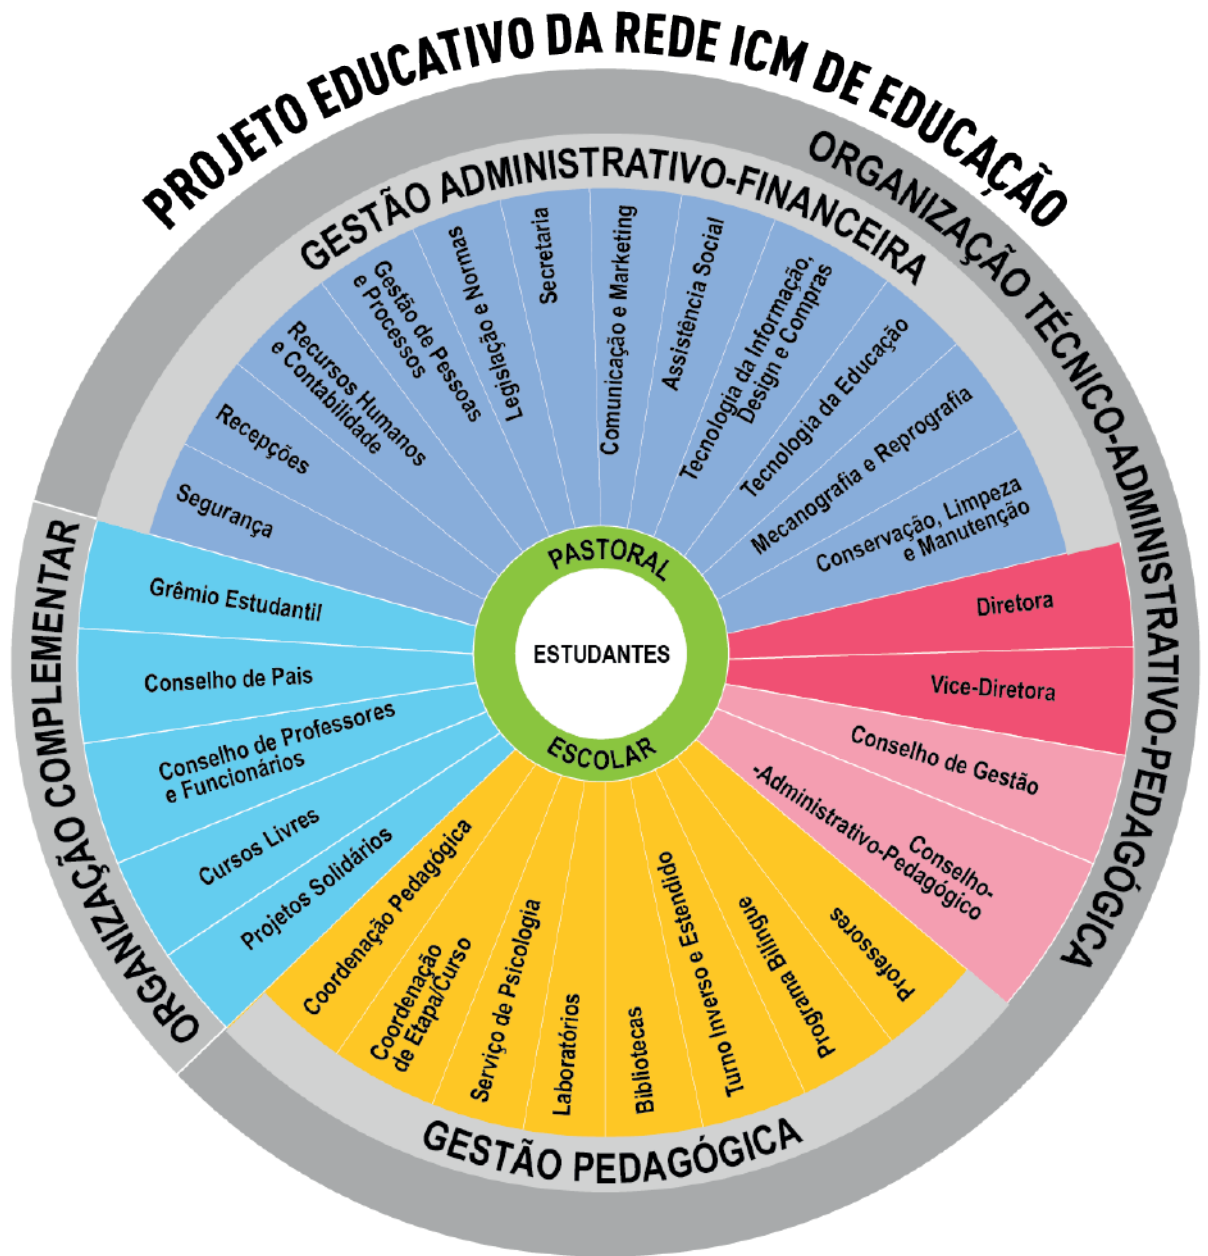 PROJETO EDUCATIVO DA REDE ICM DE EDUCAÇÃO
ORGANIZAÇÃO TÉCNICO-ADMINISTRATIVO-PEDAGÓGICA
GESTÃO ADMINISTRATIVO-FINANCEIRA
Segurança
Recepções
Recursos Humanos
e Contabilidade
Gestão de Pessoas
e Processos
Legislação e Normas
Secretaria
Comunicação e Marketing
Assistência Social
Tecnologia da Informação,
Design e Compras
Tecnologia da Educação
Mecanografia e Reprografia
Conservação, Limpeza
e Manutenção
Diretora
Vice-Diretora
Conselho de Gestão
Conselho-
-Administrativo-Pedagógico
Professores
Programa Bilíngue
Turno Inverso e Estendido
Bibliotecas
Laboratórios
Serviço de Psicologia
Coordenação
de Etapa/Curso
Coordenação Pedagógica
GESTÃO PEDAGÓGICA
Projetos Solidários
Cursos Livres
Conselho de Professores
e Funcionários
Conselho de Pais
Grêmio Estudantil
ORGANIZAÇÃO COMPLEMENTAR
PASTORAL
ESCOLAR
ESTUDANTES